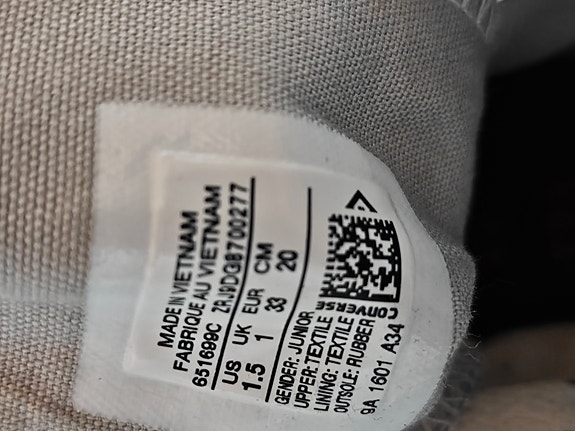 MADE IN VIETNAM
FABRIQUE AU VIETNAM
651699C ZRJ8DGB700277
US UK EUR CM
1.5 1 33 20
GENDER: JUNIOR
UPPER: TEXTILE
LINING: TEXTILE
OUTSOLE: RUBBER
9A 1601 A34
CONVERSE